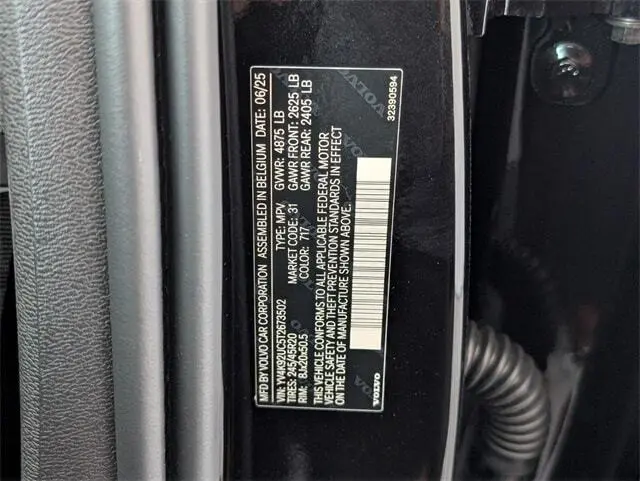 MFD BY VOLVO CAR CORPORATION ASSEMBLED IN BELGIUM DATE: 06/25
VIN: YV4K92UC5T2673502 TYPE: MPV GVWR: 4875 LB
TIRES: 245/45R20 MARKET CODE: 31 GAWR FRONT: 2625 LB
RIM: 8Jx20x50.5 COLOR: 717 GAWR REAR: 2405 LB
THIS VEHICLE CONFORMS TO ALL APPLICABLE FEDERAL MOTOR
VEHICLE SAFETY AND THEFT PREVENTION STANDARDS IN EFFECT
ON THE DATE OF MANUFACTURE SHOWN ABOVE.
VOLVO
32390594